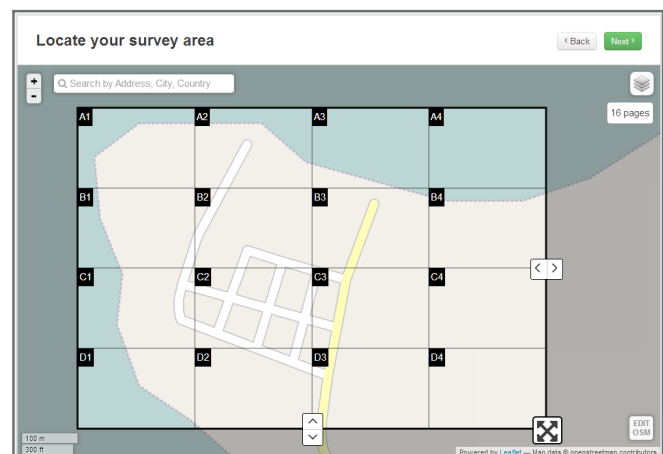 Locate your survey area
‹ Back
Next ›
+
-
Search by Address, City, Country
16 pages
A1
A2
A3
A4
B1
B2
B3
B4
C1
C2
C3
C4
D1
D2
D3
D4
EDIT
OSM
100 m
300 ft
Powered by Leaflet — Map data © openstreetmap contributors